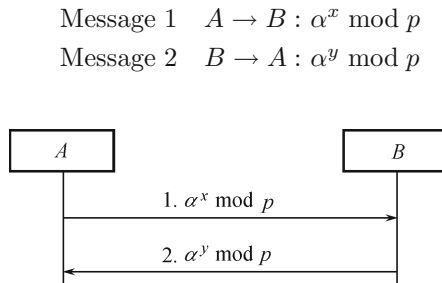 Message 1 A → B : α^x mod p
Message 2 B → A : α^y mod p
A B
1. α^x mod p
2. α^y mod p